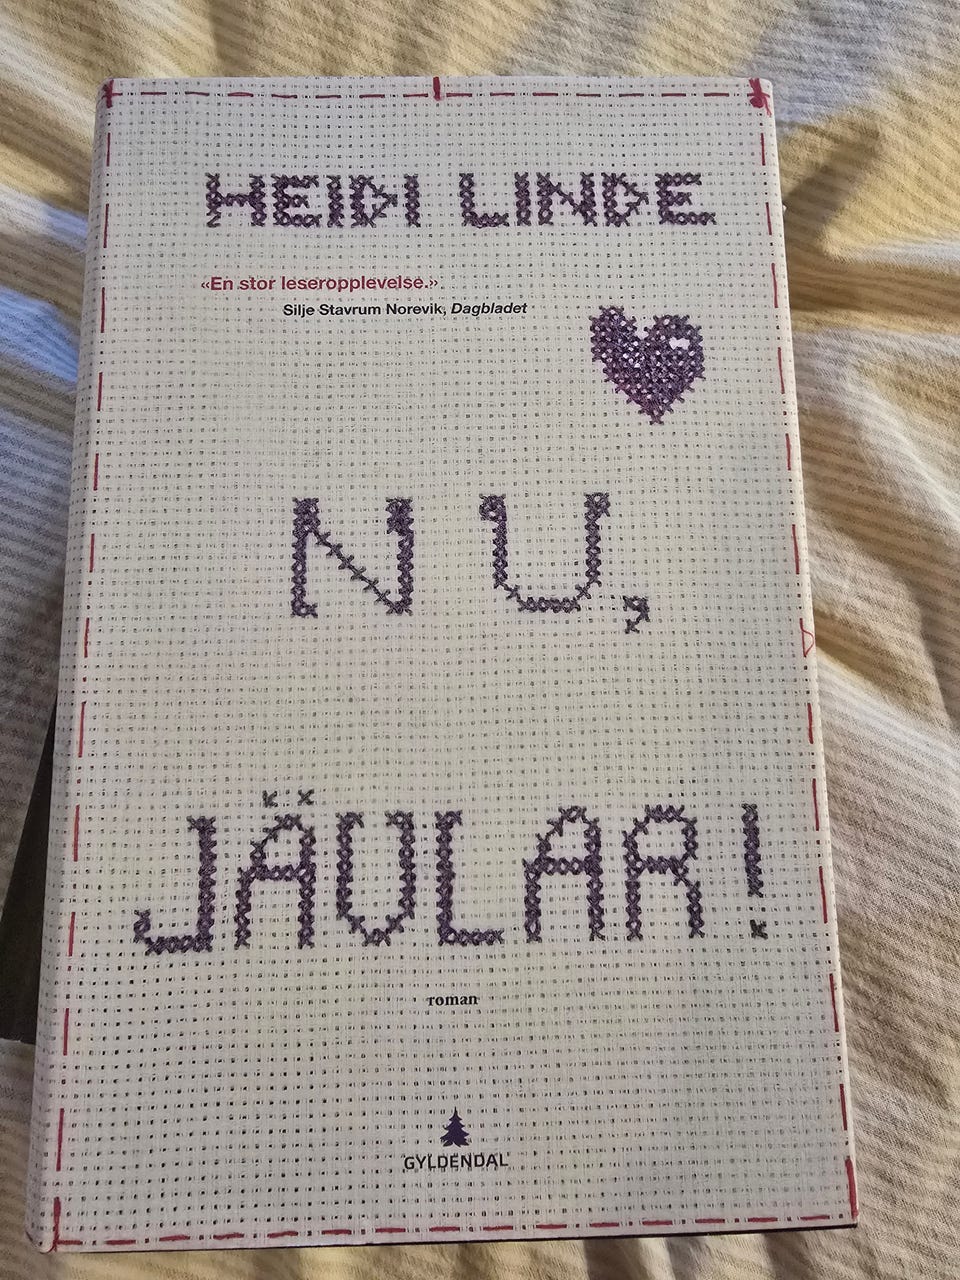 HEIDI LINDE
«En stor leseropplevelse.»
Silje Stavrum Norevik, Dagbladet
NU,
JÄVLAR!
roman
GYLDENDAL